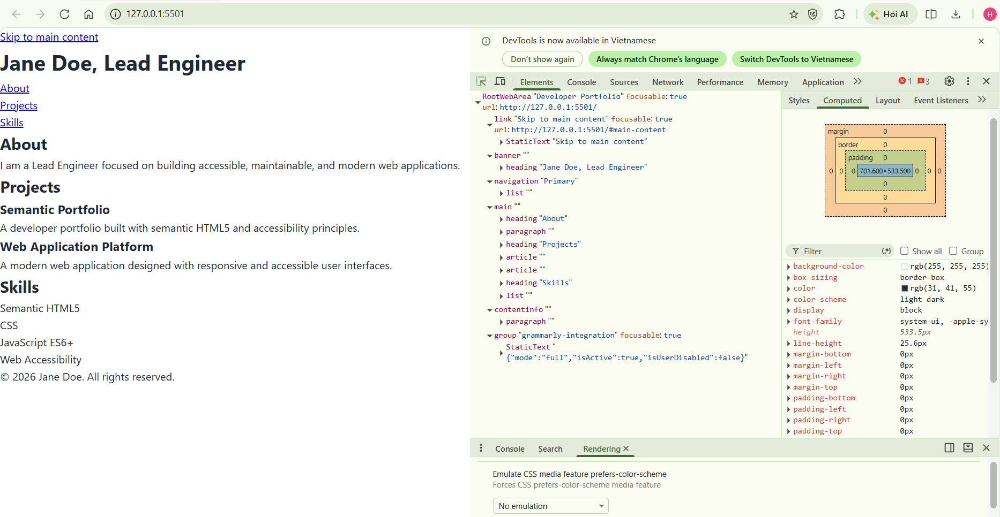 127.0.0.1:5501
Hỏi AI
H
Skip to main content
Jane Doe, Lead Engineer
About
Projects
Skills
About
I am a Lead Engineer focused on building accessible, maintainable, and modern web applications.
Projects
Semantic Portfolio
A developer portfolio built with semantic HTML5 and accessibility principles.
Web Application Platform
A modern web application designed with responsive and accessible user interfaces.
Skills
Semantic HTML5
CSS
JavaScript ES6+
Web Accessibility
© 2026 Jane Doe. All rights reserved.
DevTools is now available in Vietnamese
Don't show again
Always match Chrome's language
Switch DevTools to Vietnamese
Elements Console Sources Network Performance Memory Application 1 3
RootWebArea "Developer Portfolio" focusable: true
url: http://127.0.0.1:5501/
link "Skip to main content" focusable: true
url: http://127.0.0.1:5501/#main-content
StaticText "Skip to main content"
banner ""
heading "Jane Doe, Lead Engineer"
navigation "Primary"
list ""
main ""
heading "About"
paragraph ""
heading "Projects"
article ""
article ""
heading "Skills"
list ""
contentinfo ""
paragraph ""
group "grammarly-integration" focusable: true
StaticText "
{"mode":"full","isActive":true,"isUserDisabled":false}"
Styles Computed Layout Event Listeners
margin 0
border 0
padding 0
0 0 0 701.600×533.500 0 0 0
0
0
0
Filter (.*) Show all Group
background-color rgb(255, 255, 255)
box-sizing border-box
color rgb(31, 41, 55)
color-scheme light dark
display block
font-family system-ui, -apple-sy
height 533.5px
line-height 25.6px
margin-bottom 0px
margin-left 0px
margin-right 0px
margin-top 0px
padding-bottom 0px
padding-left 0px
padding-right 0px
padding-top 0px
Console Search Rendering
Emulate CSS media feature prefers-color-scheme
Forces CSS prefers-color-scheme media feature
No emulation